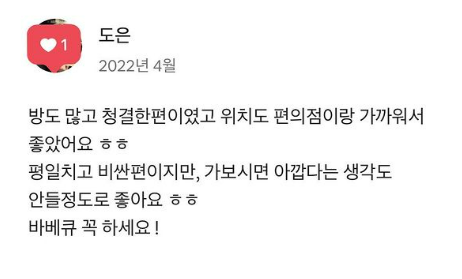 1
도은
2022년 4월
방도 많고 청결한편이였고 위치도 편의점이랑 가까워서
좋았어요 ㅎㅎ
평일치고 비싼편이지만, 가보시면 아깝다는 생각도
안들정도로 좋아요 ㅎㅎ
바베큐 꼭 하세요!